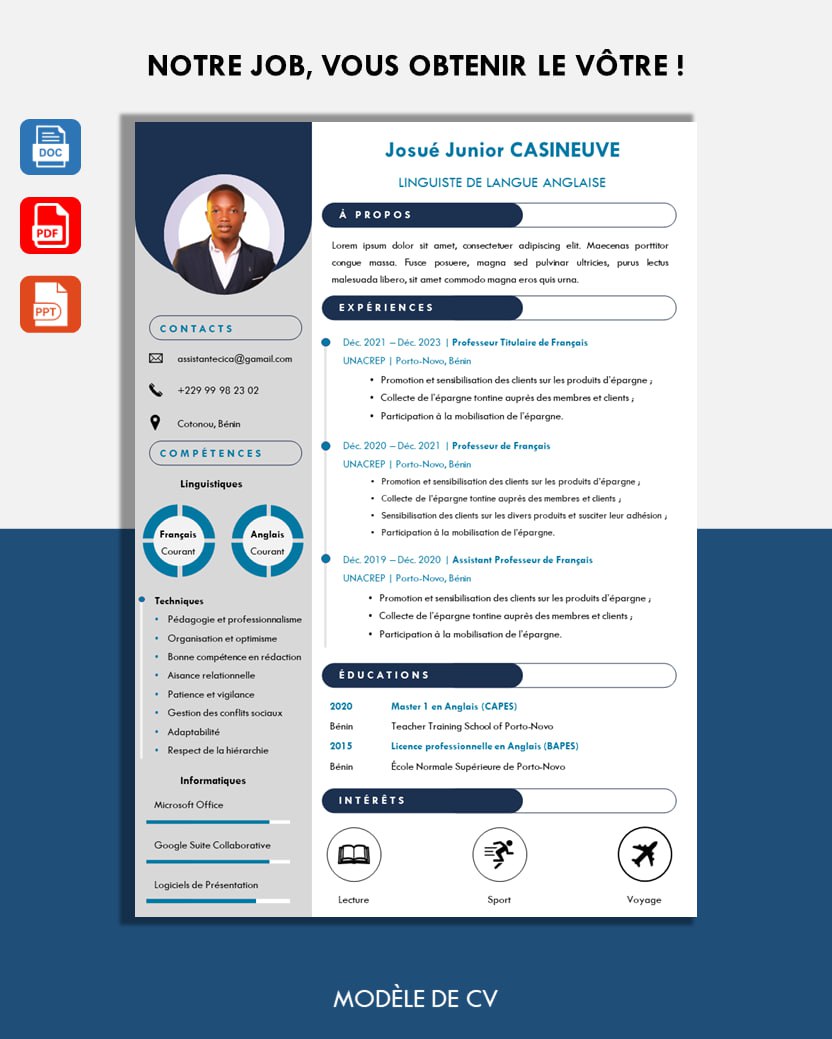 NOTRE JOB, VOUS OBTENIR LE VÔTRE !
DOC
PDF
PPT
CONTACTS
assistantecica@gamail.com
+229 99 98 23 02
Cotonou, Bénin
COMPÉTENCES
Linguistiques
Français
Courant
Anglais
Courant
Techniques
• Pédagogie et professionnalisme
• Organisation et optimisme
• Bonne compétence en rédaction
• Aisance relationnelle
• Patience et vigilance
• Gestion des conflits sociaux
• Adaptabilité
• Respect de la hiérarchie
Informatiques
Microsoft Office
Google Suite Collaborative
Logiciels de Présentation
Josué Junior CASINEUVE
LINGUISTE DE LANGUE ANGLAISE
Á PROPOS
Lorem ipsum dolor sit amet, consectetuer adipiscing elit. Maecenas porttitor
congue massa. Fusce posuere, magna sed pulvinar ultricies, purus lectus
malesuada libero, sit amet commodo magna eros quis urna.
EXPÉRIENCES
Déc. 2021 – Déc. 2023 | Professeur Titulaire de Français
UNACREP | Porto-Novo, Bénin
• Promotion et sensibilisation des clients sur les produits d'épargne ;
• Collecte de l'épargne tontine auprès des membres et clients ;
• Participation à la mobilisation de l'épargne.
Déc. 2020 – Déc. 2021 | Professeur de Français
UNACREP | Porto-Novo, Bénin
• Promotion et sensibilisation des clients sur les produits d'épargne ;
• Collecte de l'épargne tontine auprès des membres et clients ;
• Sensibilisation des clients sur les divers produits et susciter leur adhésion ;
• Participation à la mobilisation de l'épargne.
Déc. 2019 – Déc. 2020 | Assistant Professeur de Français
UNACREP | Porto-Novo, Bénin
• Promotion et sensibilisation des clients sur les produits d'épargne ;
• Collecte de l'épargne tontine auprès des membres et clients ;
• Participation à la mobilisation de l'épargne.
ÉDUCATIONS
2020 Master 1 en Anglais (CAPES)
Bénin Teacher Training School of Porto-Novo
2015 Licence professionnelle en Anglais (BAPES)
Bénin École Normale Supérieure de Porto-Novo
INTÉRÊTS
Lecture
Sport
Voyage
MODÈLE DE CV